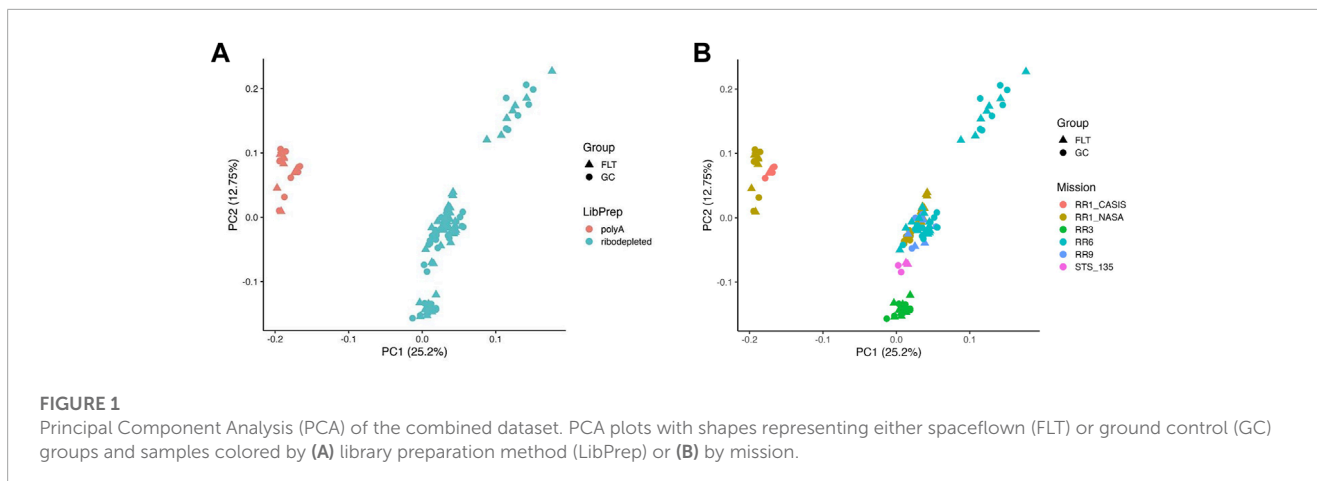 A
PC2 (12.75%)
0.2
0.1
0.0
-0.1
-0.2
-0.1
0.0
0.1
PC1 (25.2%)
Group
FLT
GC
LibPrep
polyA
ribodepleted
B
PC2 (12.75%)
0.2
0.1
0.0
-0.1
-0.2
-0.1
0.0
0.1
PC1 (25.2%)
Group
FLT
GC
Mission
RR1_CASIS
RR1_NASA
RR3
RR6
RR9
STS_135
FIGURE 1
Principal Component Analysis (PCA) of the combined dataset. PCA plots with shapes representing either spaceflown (FLT) or ground control (GC)
groups and samples colored by (A) library preparation method (LibPrep) or (B) by mission.